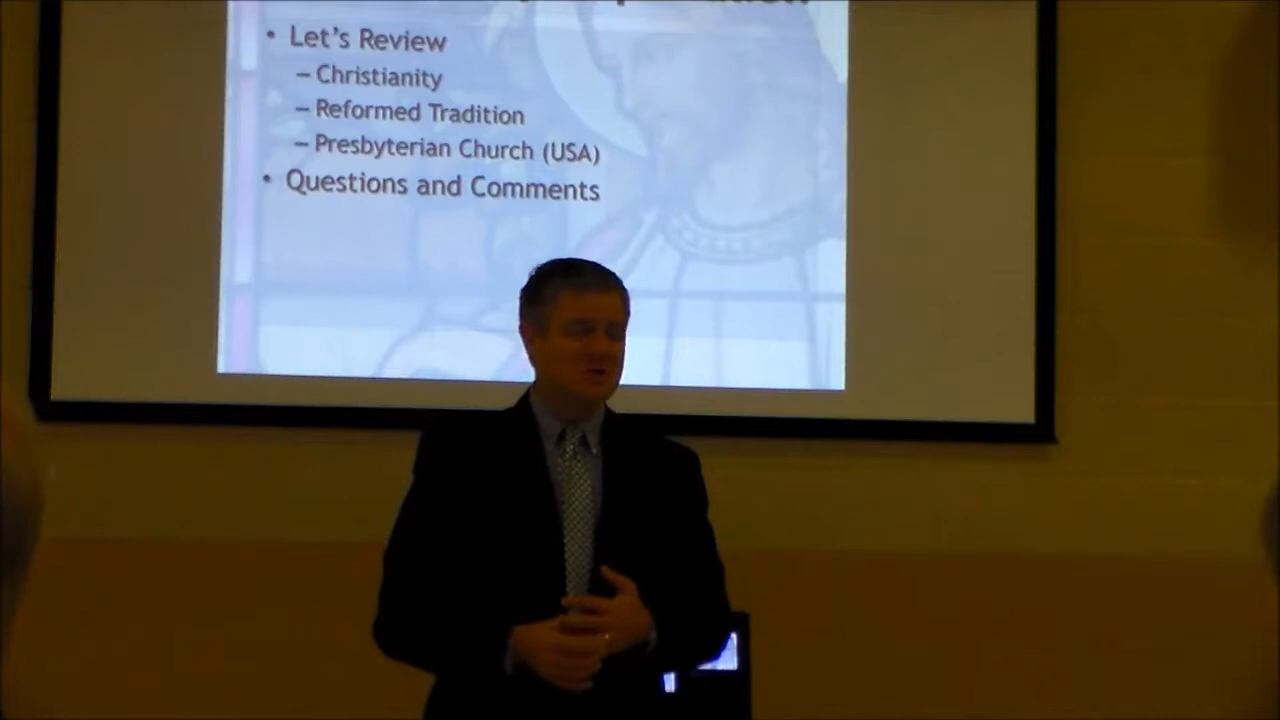 • Let's Review
– Christianity
– Reformed Tradition
– Presbyterian Church (USA)
• Questions and Comments